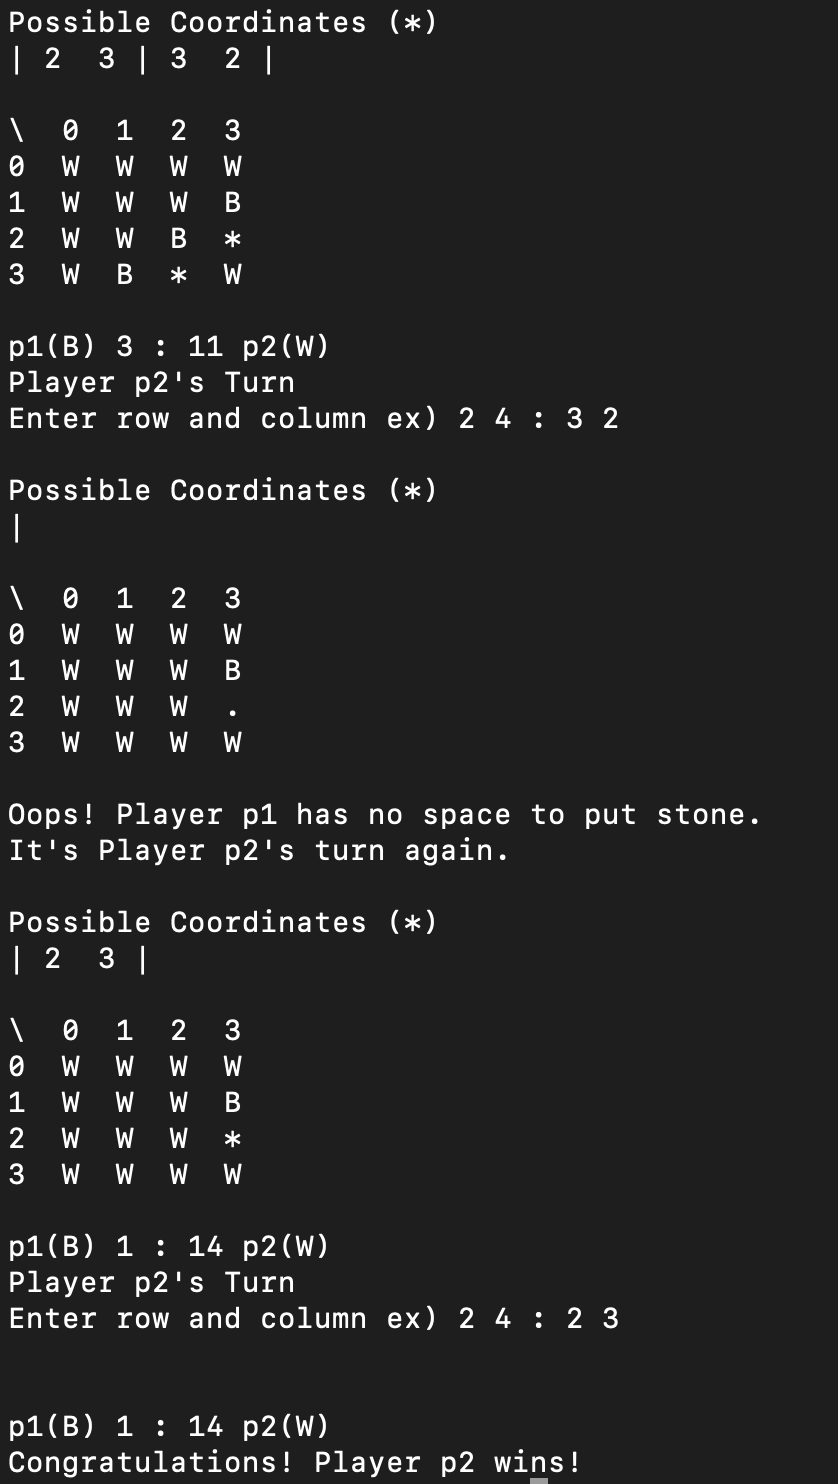 Possible Coordinates (*)
| 2  3 | 3  2 |
\  0  1  2  3
0  W  W  W  W
1  W  W  W  B
2  W  W  B  *
3  W  B  *  W
p1(B) 3 : 11 p2(W)
Player p2's Turn
Enter row and column ex) 2 4 : 3 2
Possible Coordinates (*)
|
\  0  1  2  3
0  W  W  W  W
1  W  W  W  B
2  W  W  W  .
3  W  W  W  W
Oops! Player p1 has no space to put stone.
It's Player p2's turn again.
Possible Coordinates (*)
| 2  3 |
\  0  1  2  3
0  W  W  W  W
1  W  W  W  B
2  W  W  W  *
3  W  W  W  W
p1(B) 1 : 14 p2(W)
Player p2's Turn
Enter row and column ex) 2 4 : 2 3
p1(B) 1 : 14 p2(W)
Congratulations! Player p2 wins!